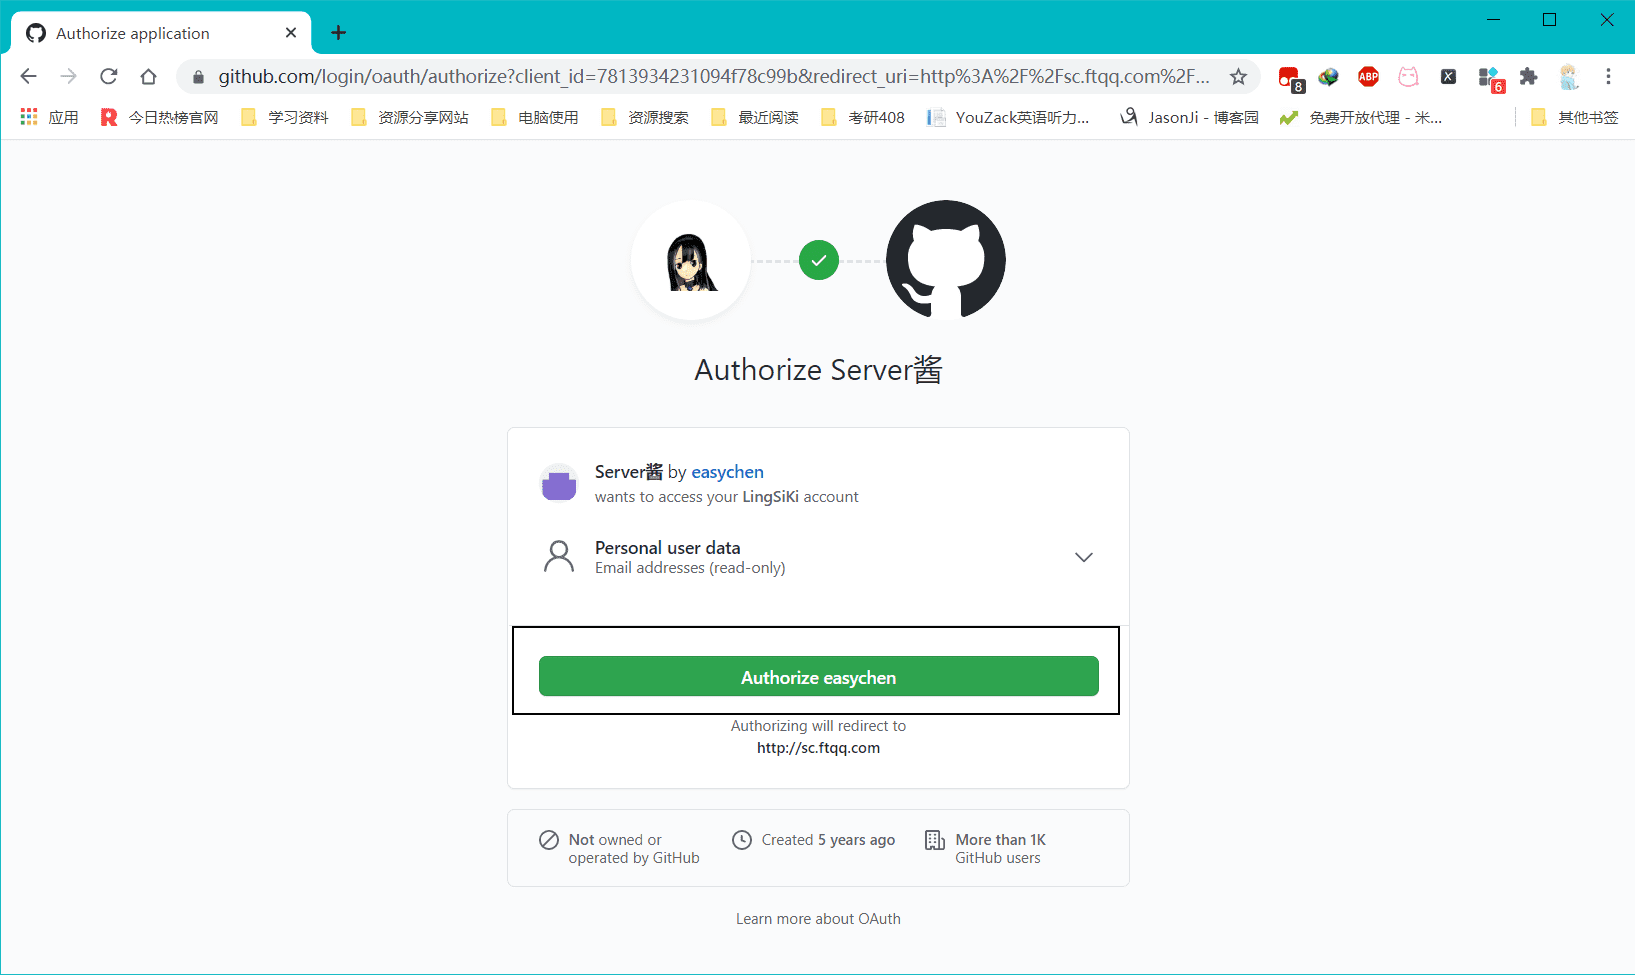 Authorize application
github.com/login/oauth/authorize?client_id=7813934231094f78c99b&redirect_uri=http%3A%2F%2Fsc.ftqq.com%2F...
ABP
8
X
6
应用
今日热榜官网
学习资料
资源分享网站
电脑使用
资源搜索
最近阅读
考研408
YouZack英语听力...
JasonJi - 博客园
免费开放代理 - 米...
其他书签
Authorize Server酱
Server酱 by easychen
wants to access your LingSiKi account
Personal user data
Email addresses (read-only)
Authorize easychen
Authorizing will redirect to
http://sc.ftqq.com
Not owned or
operated by GitHub
Created 5 years ago
More than 1K
GitHub users
Learn more about OAuth